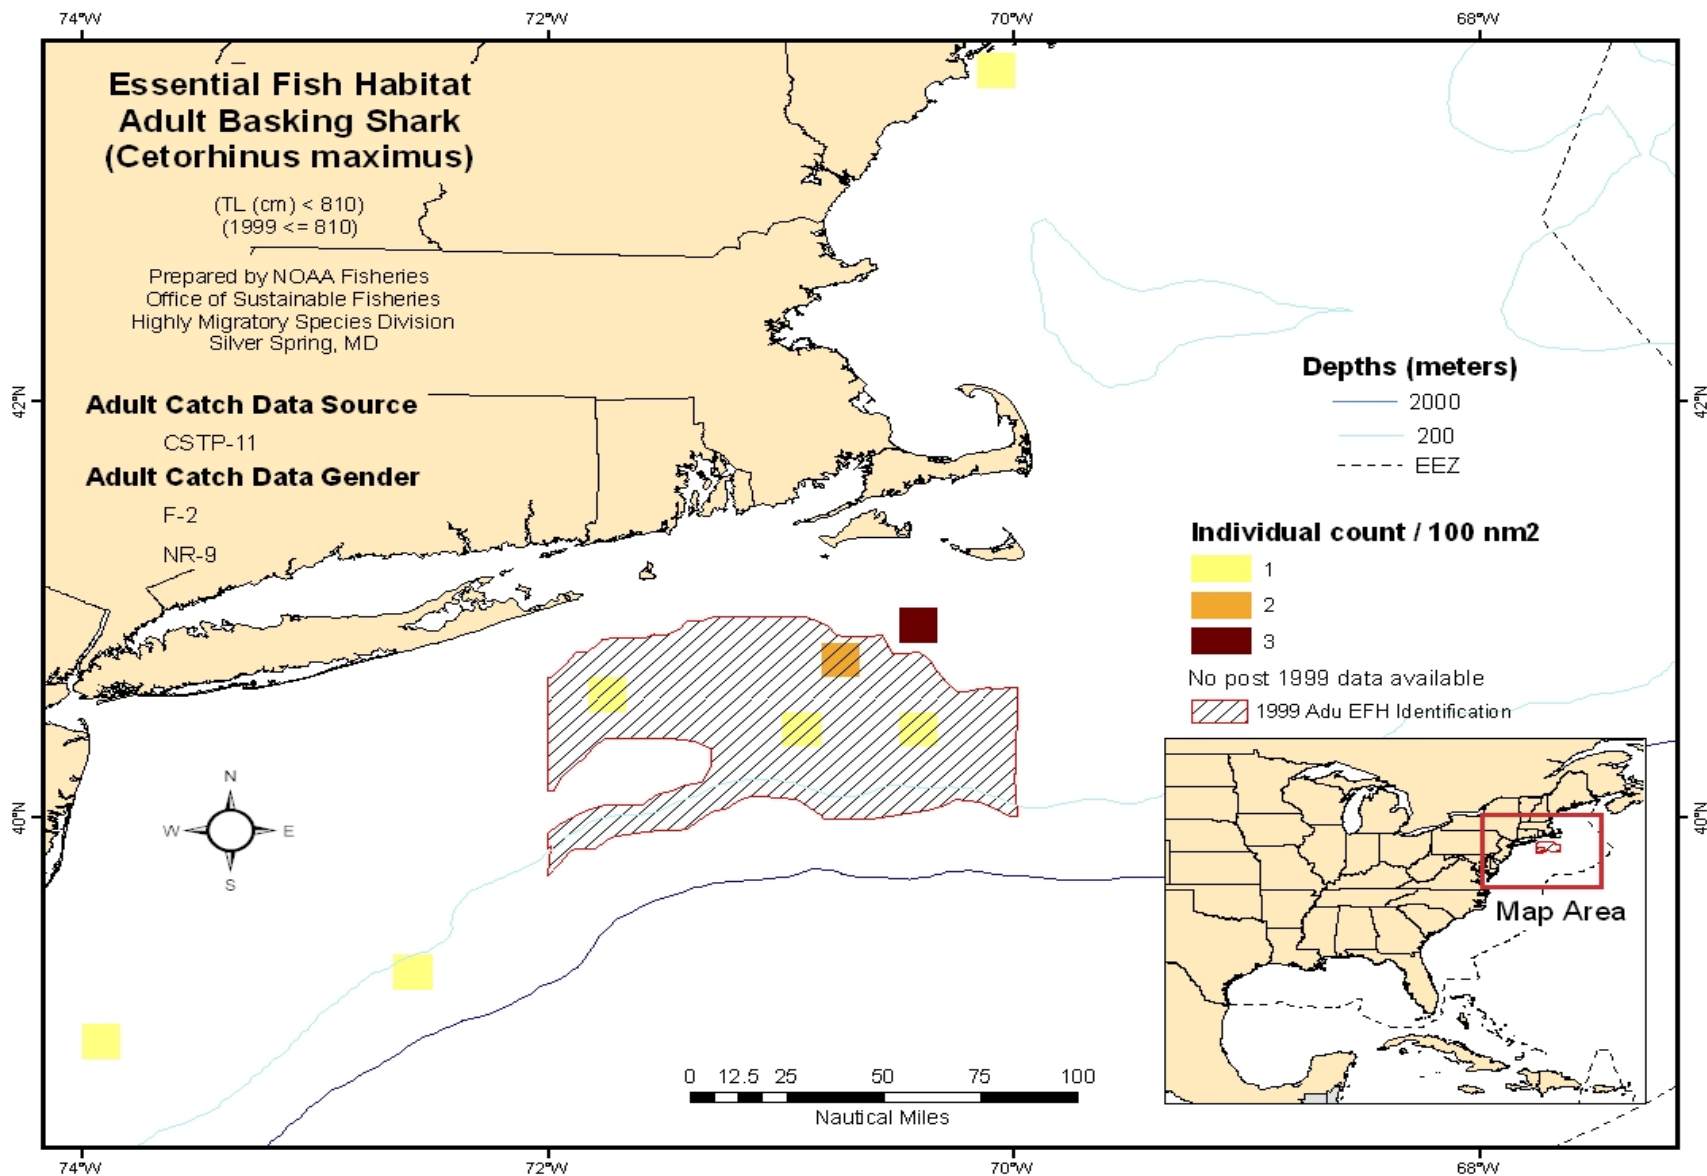 74°W 72°W 70°W 68°W
Essential Fish Habitat
Adult Basking Shark
(Cetorhinus maximus)
(TL (cm) < 810)
(1999 <= 810)
Prepared by NOAA Fisheries
Office of Sustainable Fisheries
Highly Migratory Species Division
Silver Spring, MD
42°N
Adult Catch Data Source
CSTP-11
Adult Catch Data Gender
F-2
NR-9
Depths (meters)
2000
200
EEZ
42°N
Individual count / 100 nm2
1
2
3
No post 1999 data available
1999 Adu EFH Identification
40°N
N
W E
S
40°N
Map Area
0 12.5 25 50 75 100
Nautical Miles
74°W 72°W 70°W 68°W